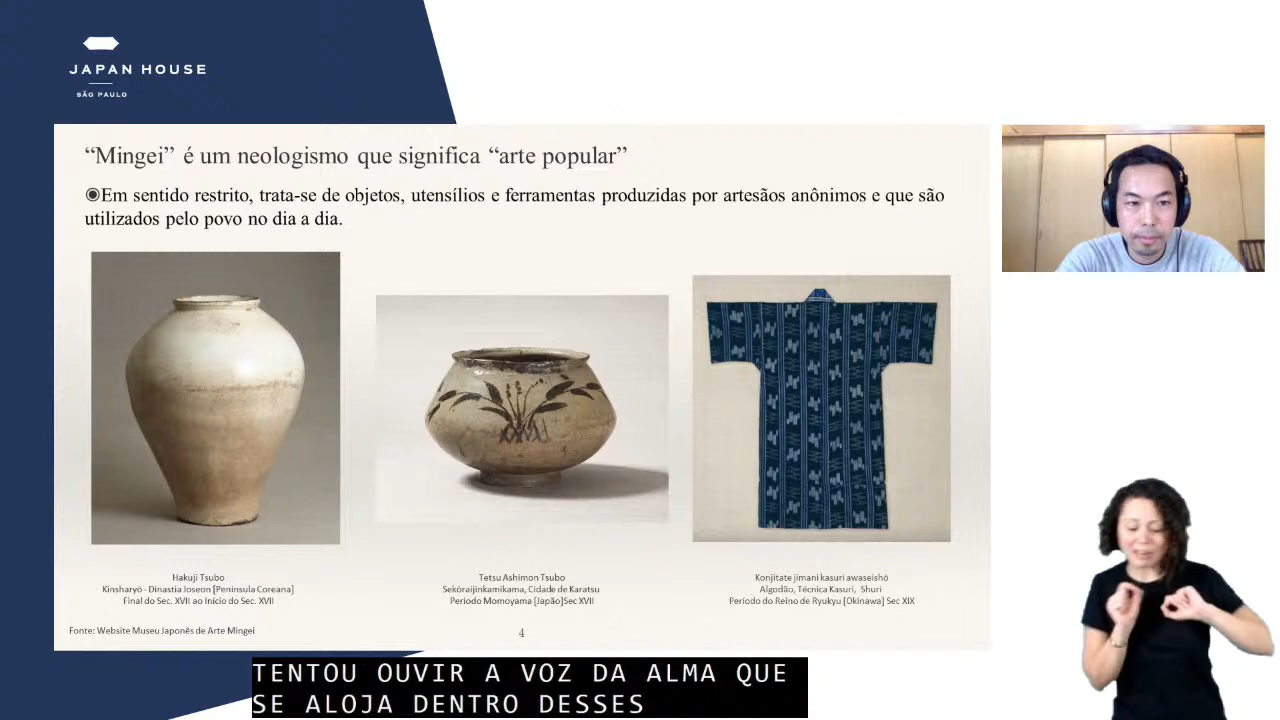 JAPAN HOUSE
SÃO PAULO
“Mingei” é um neologismo que significa “arte popular”
◉Em sentido restrito, trata-se de objetos, utensílios e ferramentas produzidas por artesãos anônimos e que são
utilizados pelo povo no dia a dia.
Hakuji Tsubo
Kinsharyō - Dinastia Joseon [Península Coreana]
Final do Sec. XVII ao Início do Sec. XVII
Tetsu Ashimon Tsubo
Sekōraijinkamikama, Cidade de Karatsu
Período Momoyama [Japão]Sec XVII
Konjitate jimani kasuri awaseishō
Algodão, Técnica Kasuri, Shuri
Período do Reino de Ryukyu [Okinawa] Sec XIX
Fonte: Website Museu Japonês de Arte Mingei
4
TENTOU OUVIR A VOZ DA ALMA QUE
SE ALOJA DENTRO DESSES